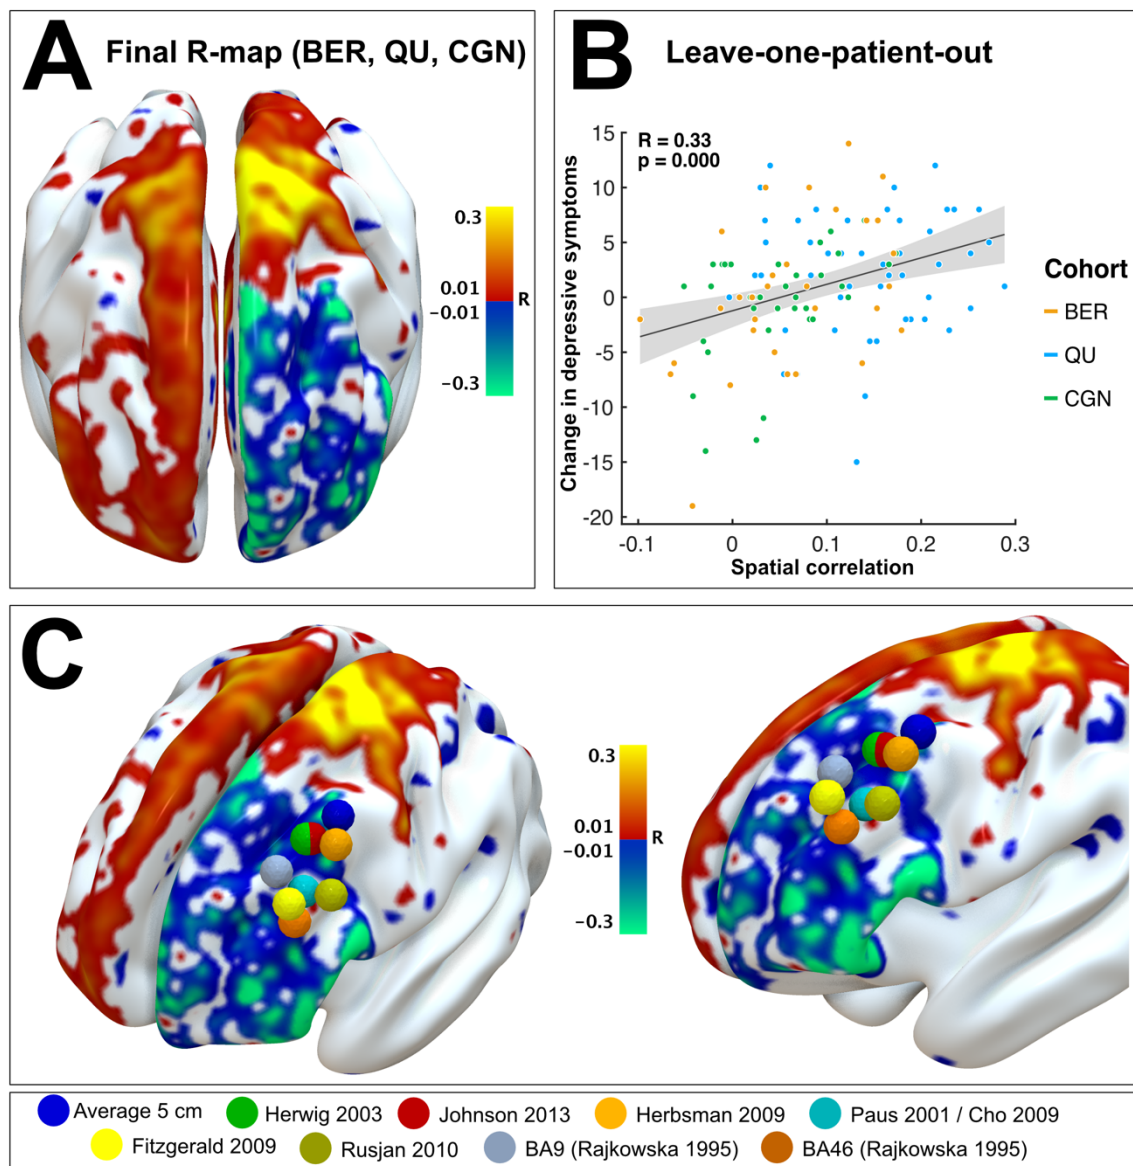 A
Final R-map (BER, QU, CGN)
0.3
0.01
−0.01
R
−0.3
B
Leave-one-patient-out
R = 0.33
p = 0.000
15
10
5
0
-5
-10
-15
-20
-0.1
0
0.1
0.2
0.3
Change in depressive symptoms
Spatial correlation
Cohort
BER
QU
CGN
C
0.3
0.01
−0.01
R
−0.3
Average 5 cm
Herwig 2003
Johnson 2013
Herbsman 2009
Paus 2001 / Cho 2009
Fitzgerald 2009
Rusjan 2010
BA9 (Rajkowska 1995)
BA46 (Rajkowska 1995)